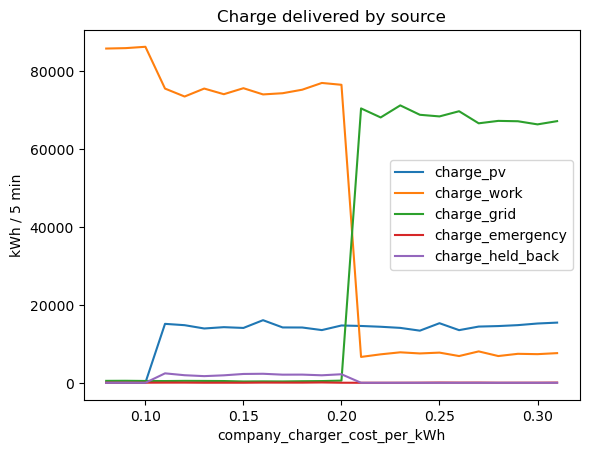 Charge delivered by source
kWh / 5 min
80000
60000
40000
20000
0
charge_pv
charge_work
charge_grid
charge_emergency
charge_held_back
0.10 0.15 0.20 0.25 0.30
company_charger_cost_per_kWh